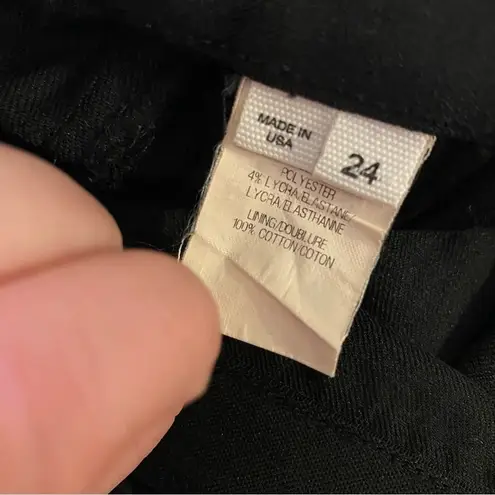 MADE IN
USA
24
POLYESTER
4% LYCRA/ELASTANE/
LYCRA/ELASTHANNE
LINING/DOUBLURE
100% COTTON/COTON